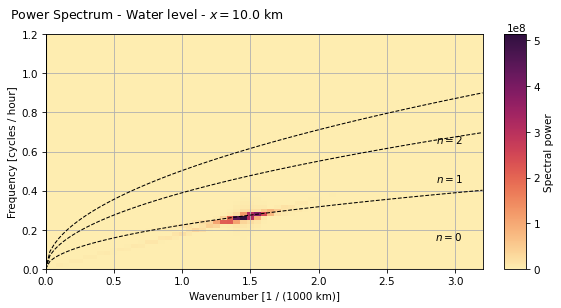 Power Spectrum - Water level - x = 10.0 km
1e8
Frequency [cycles / hour]
1.2
1.0
0.8
0.6
0.4
0.2
0.0
n = 2
n = 1
n = 0
0.0 0.5 1.0 1.5 2.0 2.5 3.0
Wavenumber [1 / (1000 km)]
5
4
3
2
1
0
Spectral power